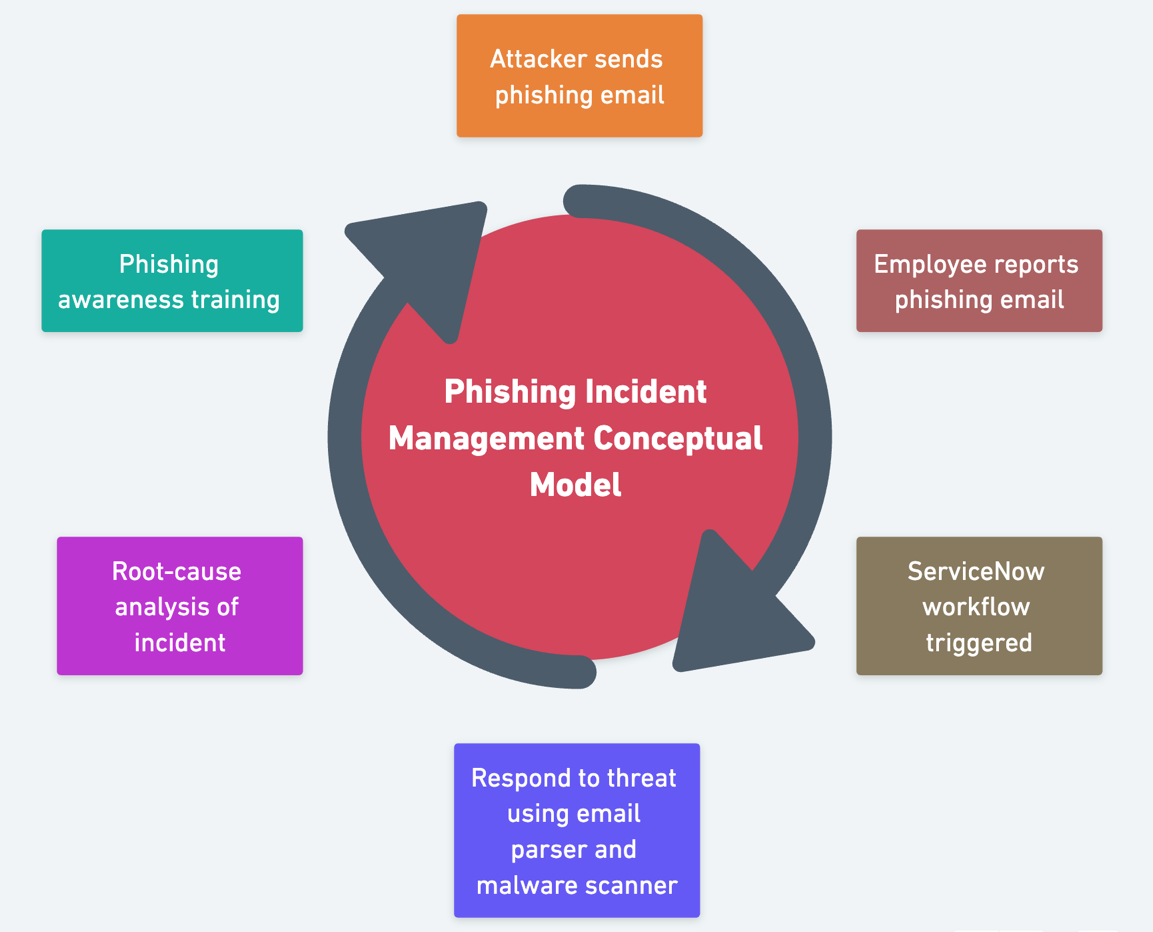 Attacker sends
phishing email
Employee reports
phishing email
ServiceNow
workflow
triggered
Respond to threat
using email
parser and
malware scanner
Root-cause
analysis of
incident
Phishing
awareness training
Phishing Incident
Management Conceptual
Model